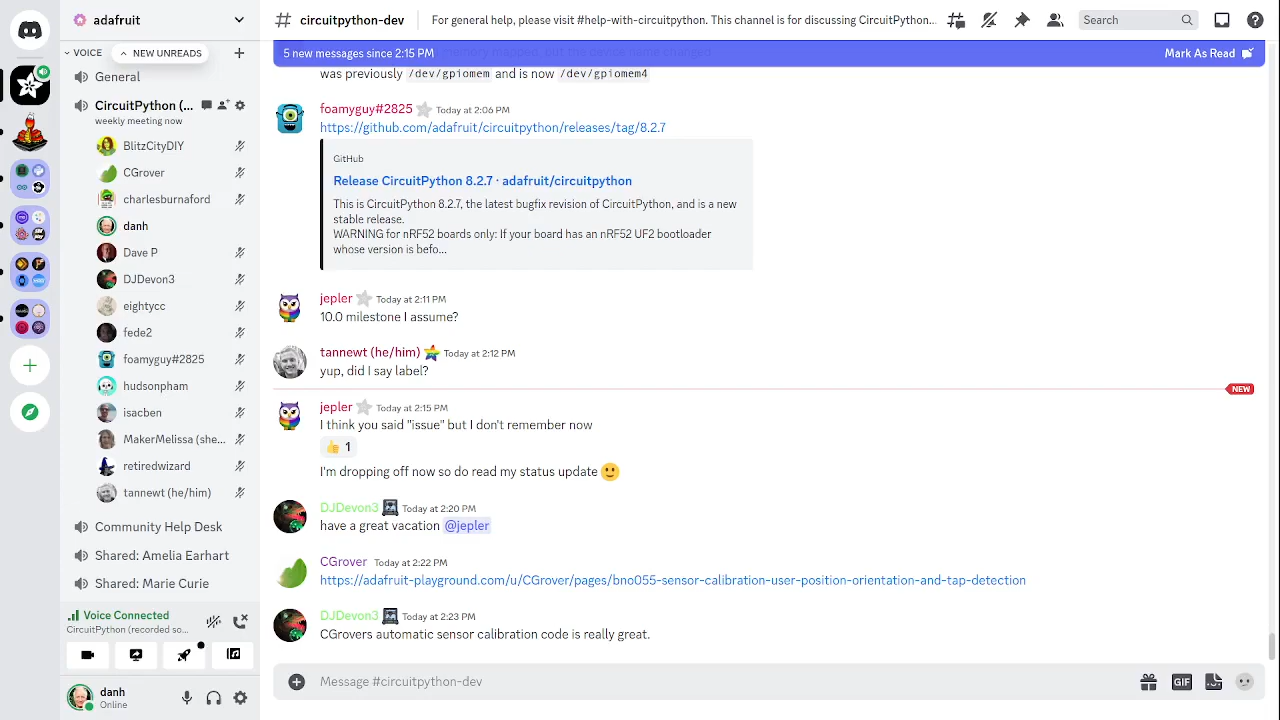 adafruit
VOICE
NEW UNREADS
General
CircuitPython (...
weekly meeting now
BlitzCityDIY
CGrover
charlesburnaford
danh
Dave P
DJDevon3
eightycc
fede2
foamyguy#2825
hudsonpham
isacben
MakerMelissa (she...
retiredwizard
tannewt (he/him)
Community Help Desk
Shared: Amelia Earhart
Shared: Marie Curie
Voice Connected
CircuitPython (recorded so...
danh
Online
circuitpython-dev
For general help, please visit #help-with-circuitpython. This channel is for discussing CircuitPython...
Search
5 new messages since 2:15 PM
Mark As Read
was previously /dev/gpiomem and is now /dev/gpiomem4
foamyguy#2825 Today at 2:06 PM
https://github.com/adafruit/circuitpython/releases/tag/8.2.7
GitHub
Release CircuitPython 8.2.7 · adafruit/circuitpython
This is CircuitPython 8.2.7, the latest bugfix revision of CircuitPython, and is a new
stable release.
WARNING for nRF52 boards only: If your board has an nRF52 UF2 bootloader
whose version is befo...
jepler Today at 2:11 PM
10.0 milestone I assume?
tannewt (he/him) Today at 2:12 PM
yup, did I say label?
NEW
jepler Today at 2:15 PM
I think you said "issue" but I don't remember now
1
I'm dropping off now so do read my status update
DJDevon3 Today at 2:20 PM
have a great vacation @jepler
CGrover Today at 2:22 PM
https://adafruit-playground.com/u/CGrover/pages/bno055-sensor-calibration-user-position-orientation-and-tap-detection
DJDevon3 Today at 2:23 PM
CGrovers automatic sensor calibration code is really great.
Message #circuitpython-dev
GIF